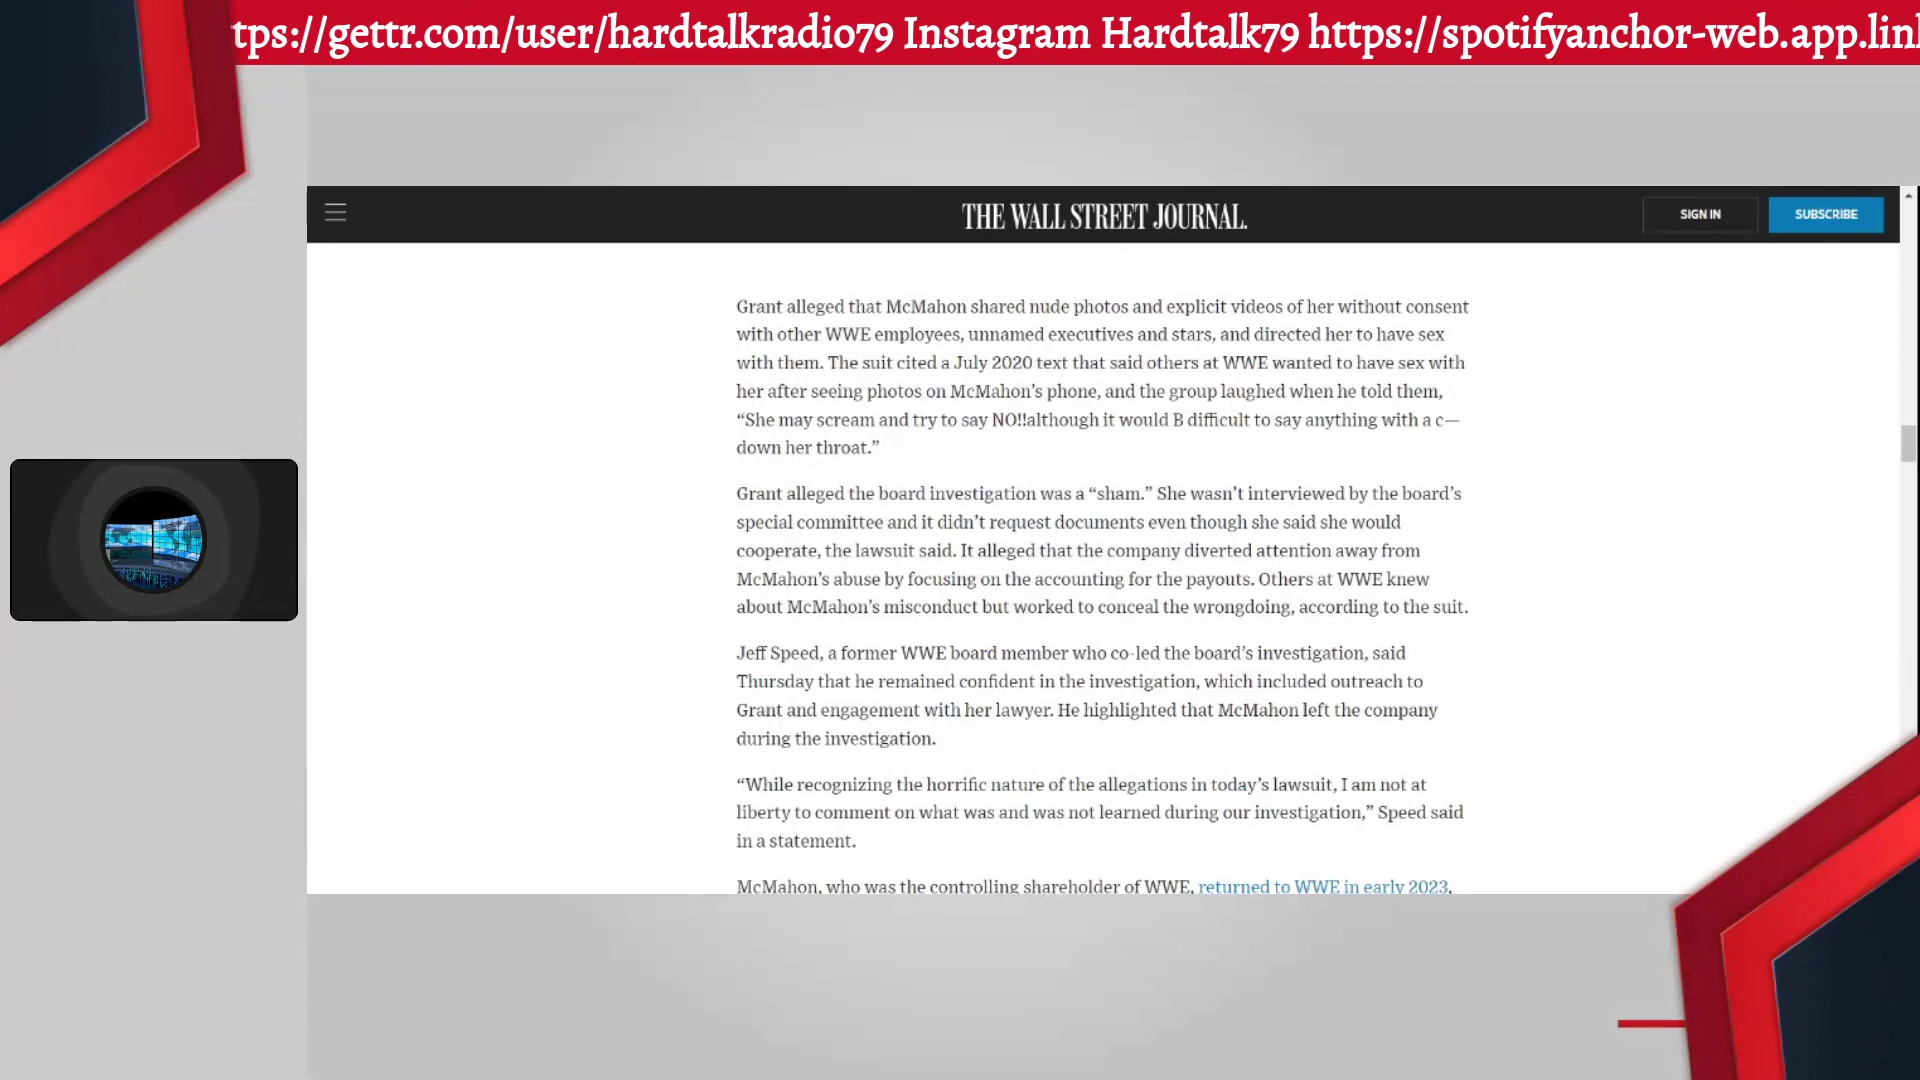 tps://gettr.com/user/hardtalkradio79 Instagram Hardtalk79 https://spotifyanchor-web.app.lin
THE WALL STREET JOURNAL.
SIGN IN
SUBSCRIBE
Grant alleged that McMahon shared nude photos and explicit videos of her without consent
with other WWE employees, unnamed executives and stars, and directed her to have sex
with them. The suit cited a July 2020 text that said others at WWE wanted to have sex with
her after seeing photos on McMahon’s phone, and the group laughed when he told them,
“She may scream and try to say NO!!although it would B difficult to say anything with a c—
down her throat.”
Grant alleged the board investigation was a “sham.” She wasn’t interviewed by the board’s
special committee and it didn’t request documents even though she said she would
cooperate, the lawsuit said. It alleged that the company diverted attention away from
McMahon’s abuse by focusing on the accounting for the payouts. Others at WWE knew
about McMahon’s misconduct but worked to conceal the wrongdoing, according to the suit.
Jeff Speed, a former WWE board member who co-led the board’s investigation, said
Thursday that he remained confident in the investigation, which included outreach to
Grant and engagement with her lawyer. He highlighted that McMahon left the company
during the investigation.
“While recognizing the horrific nature of the allegations in today’s lawsuit, I am not at
liberty to comment on what was and was not learned during our investigation,” Speed said
in a statement.
McMahon, who was the controlling shareholder of WWE, returned to WWE in early 2023,